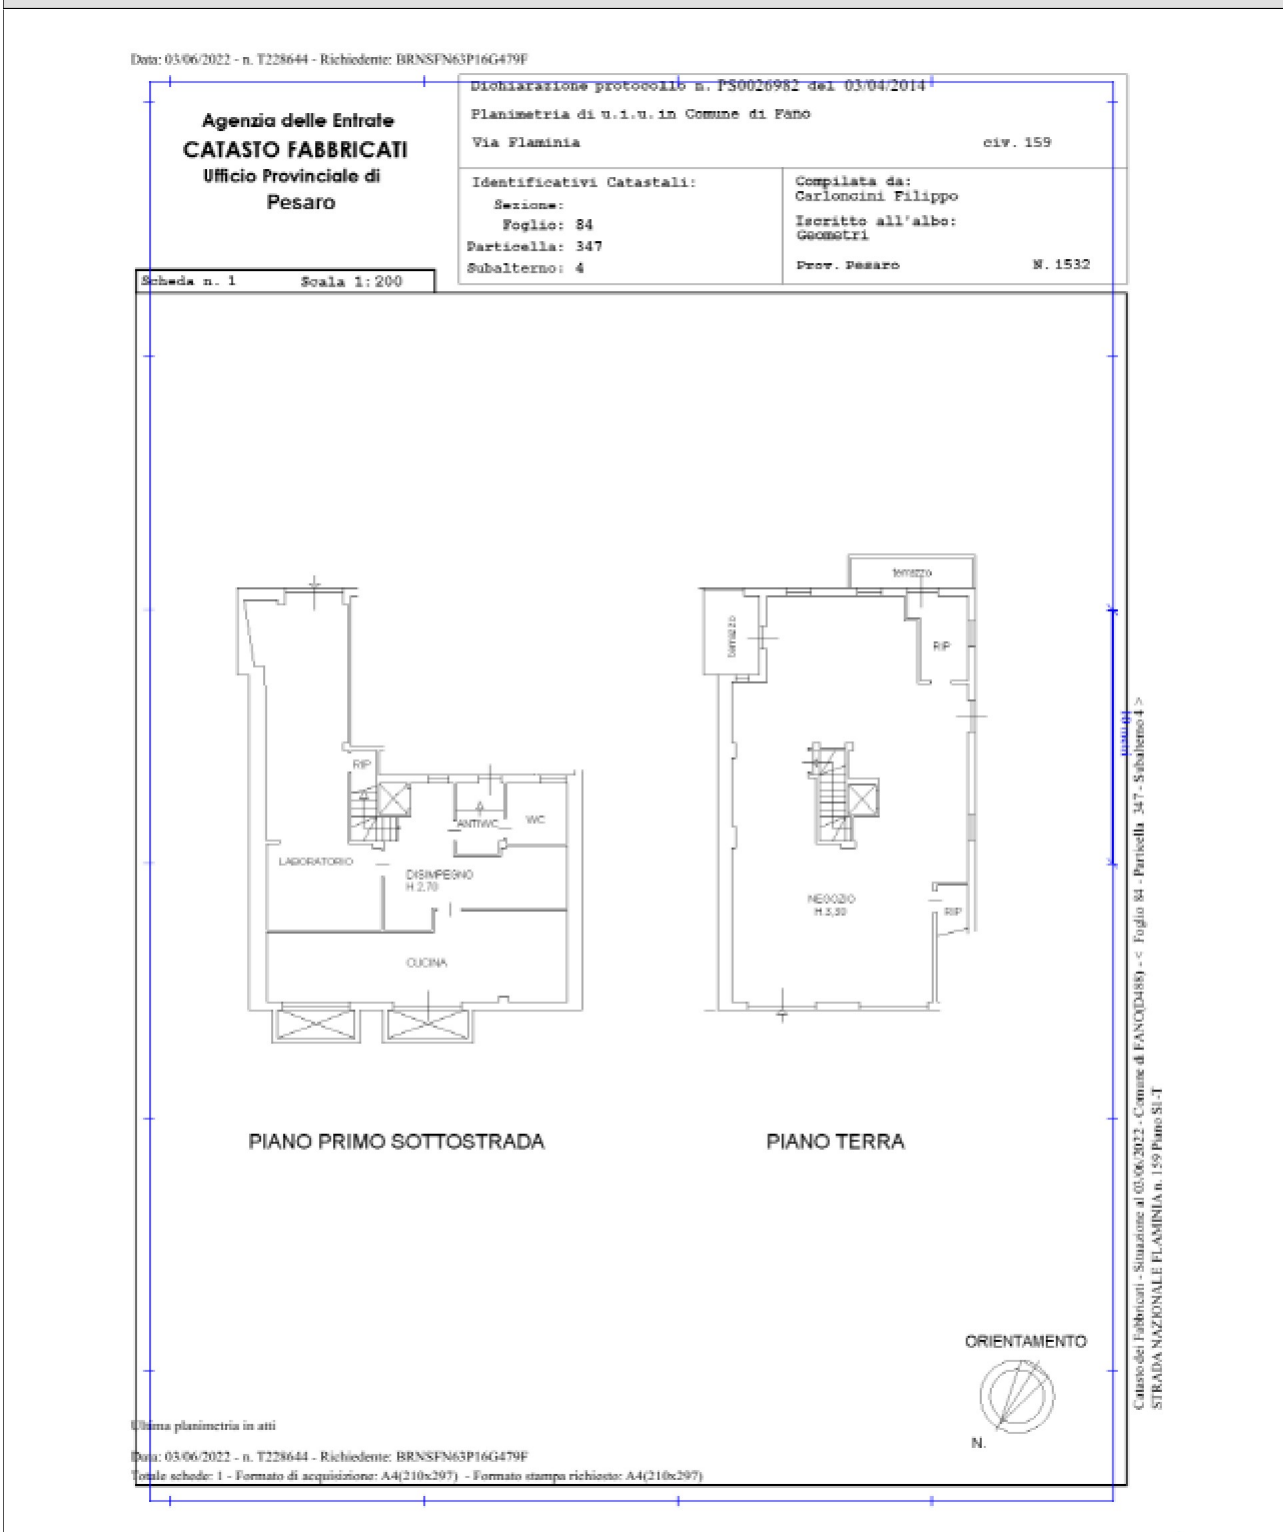 Data: 03/06/2022 - n. T228644 - Richiedente: BRNSFN63P16G479F
Agenzia delle Entrate
CATASTO FABBRICATI
Ufficio Provinciale di
Pesaro
Dichiarazione protocollo n. PS0026982 del 03/04/2014
Planimetria di u.i.u. in Comune di Fano
Via Flaminia civ. 159
Identificativi Catastali:
Sezione:
Foglio: 84
Particella: 347
Subalterno: 4
Compilata da:
Carloncini Filippo
Iscritto all'albo:
Geometri
Prov. Pesaro N. 1532
Scheda n. 1 Scala 1:200
terrazzo
terrazzo
RIP
RIP
ANTIWC
WC
LABORATORIO
DISIMPEGNO
H.2,70
CUCINA
NEGOZIO
H.3,30
RIP
PIANO PRIMO SOTTOSTRADA
PIANO TERRA
10 metri
Catasto dei Fabbricati - Situazione al 03/06/2022 - Comune di FANO(D488) - < Foglio 84 - Particella 347 - Subalterno 4 >
STRADA NAZIONALE FLAMINIA n. 159 Piano S1-T
ORIENTAMENTO
N.
Ultima planimetria in atti
Data: 03/06/2022 - n. T228644 - Richiedente: BRNSFN63P16G479F
Totale schede: 1 - Formato di acquisizione: A4(210x297) - Formato stampa richiesto: A4(210x297)